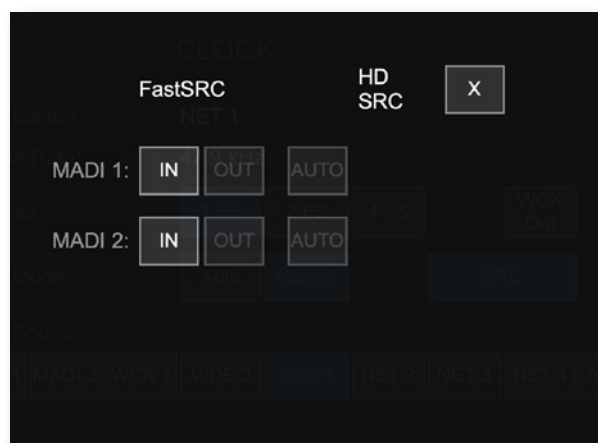 CLOCK
FastSRC
HD
SRC
X
Master:
NET 1
MADI 1: IN OUT AUTO
kHz
4 FS
WCK
Out
MADI 2: IN OUT AUTO
Mode:
Auto
Manual
SRC
Source:
MADI 2 WCK 1 VIDEO NET 1 NET 2 NET 3 NET 4